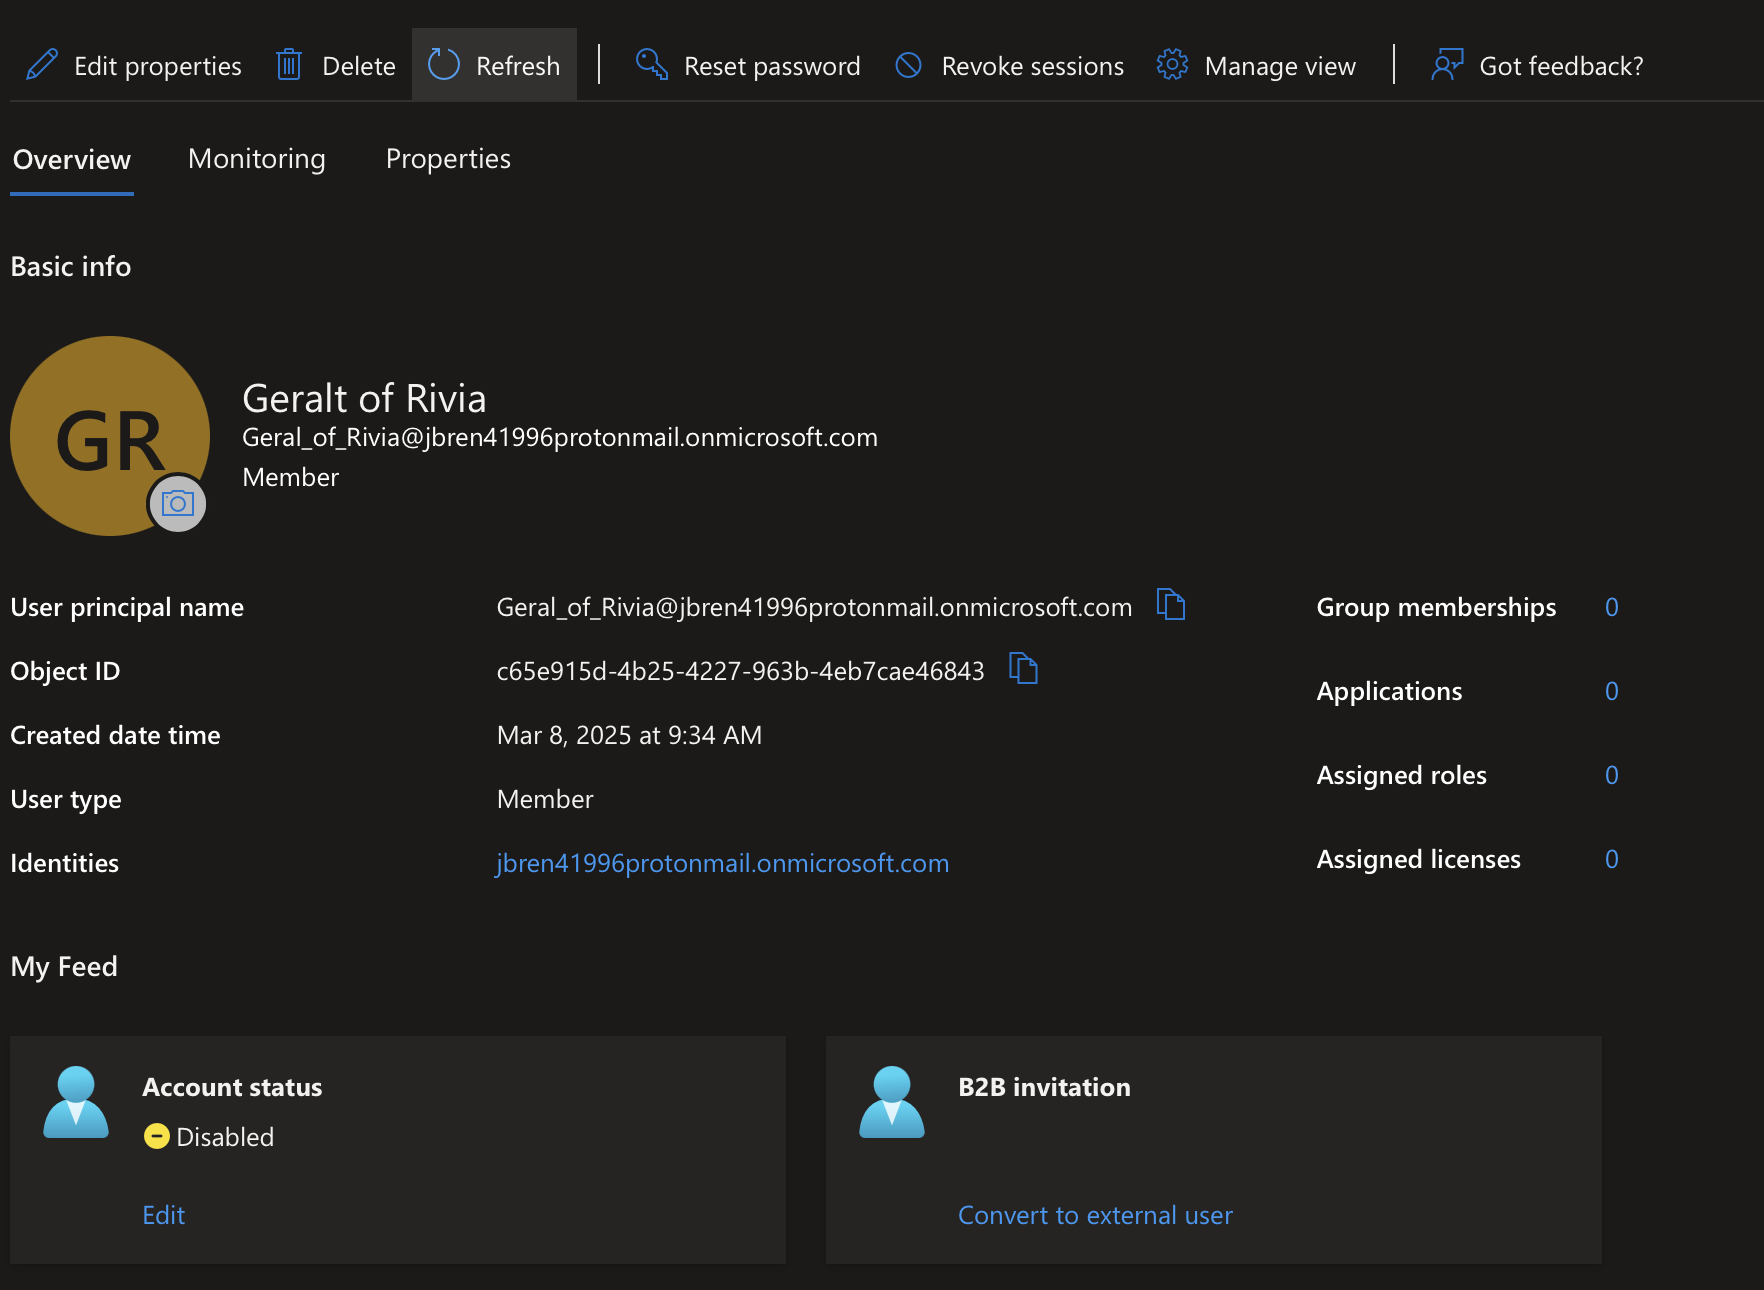 Edit properties Delete Refresh Reset password Revoke sessions Manage view Got feedback?
Overview Monitoring Properties
Basic info
GR
Geralt of Rivia
Geral_of_Rivia@jbren41996protonmail.onmicrosoft.com
Member
User principal name Geral_of_Rivia@jbren41996protonmail.onmicrosoft.com
Object ID c65e915d-4b25-4227-963b-4eb7cae46843
Created date time Mar 8, 2025 at 9:34 AM
User type Member
Identities jbren41996protonmail.onmicrosoft.com
Group memberships 0
Applications 0
Assigned roles 0
Assigned licenses 0
My Feed
Account status
Disabled
Edit
B2B invitation
Convert to external user